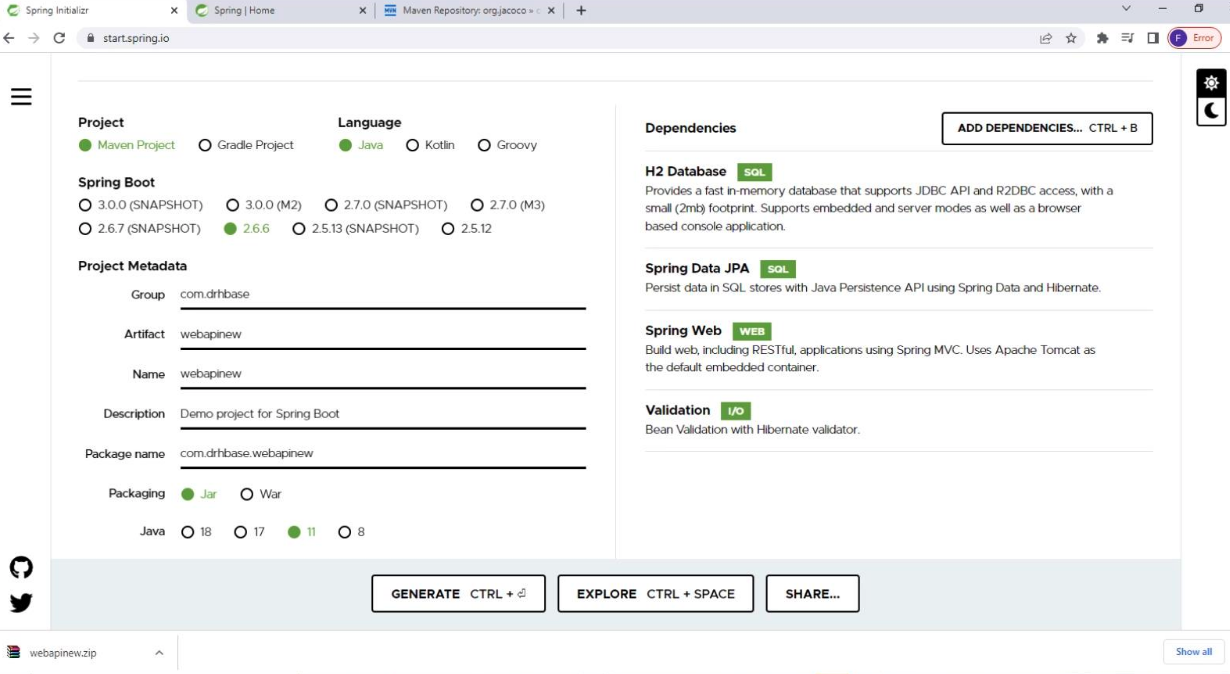 Spring Initializr
Spring | Home
Maven Repository: org.jacoco »
start.spring.io
F Error
Project
Maven Project Gradle Project
Language
Java Kotlin Groovy
Spring Boot
3.0.0 (SNAPSHOT) 3.0.0 (M2) 2.7.0 (SNAPSHOT) 2.7.0 (M3)
2.6.7 (SNAPSHOT) 2.6.6 2.5.13 (SNAPSHOT) 2.5.12
Project Metadata
Group com.drhbase
Artifact webapinew
Name webapinew
Description Demo project for Spring Boot
Package name com.drhbase.webapinew
Packaging Jar War
Java 18 17 11 8
Dependencies
ADD DEPENDENCIES... CTRL + B
H2 Database SQL
Provides a fast in-memory database that supports JDBC API and R2DBC access, with a
small (2mb) footprint. Supports embedded and server modes as well as a browser
based console application.
Spring Data JPA SQL
Persist data in SQL stores with Java Persistence API using Spring Data and Hibernate.
Spring Web WEB
Build web, including RESTful, applications using Spring MVC. Uses Apache Tomcat as
the default embedded container.
Validation I/O
Bean Validation with Hibernate validator.
GENERATE CTRL + ⏎
EXPLORE CTRL + SPACE
SHARE...
webapinew.zip
Show all